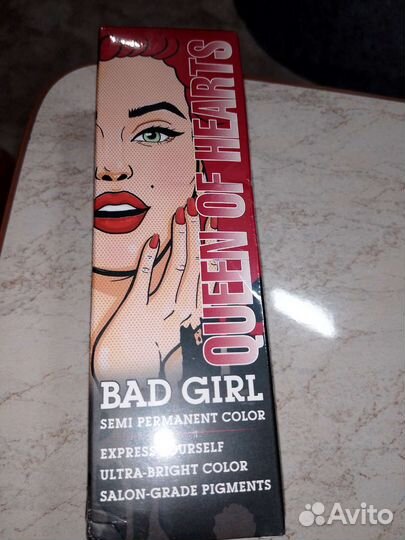 QUEEN OF HEARTS
BAD GIRL
SEMI PERMANENT COLOR
EXPRESS YOURSELF
ULTRA-BRIGHT COLOR
SALON-GRADE PIGMENTS
Avito